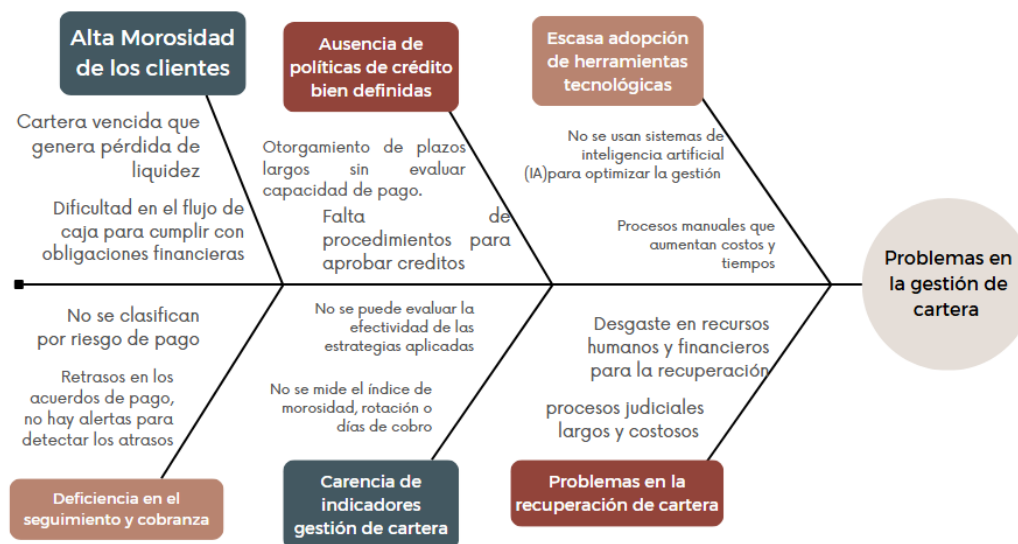 Alta Morosidad
de los clientes
Ausencia de
políticas de crédito
bien definidas
Escasa adopción
de herramientas
tecnológicas
Cartera vencida que
genera pérdida de
liquidez
Dificultad en el flujo de
caja para cumplir con
obligaciones financieras
Otorgamiento de plazos
largos sin evaluar
capacidad de pago.
Falta de
procedimientos para
aprobar creditos
No se usan sistemas de
inteligencia artificial
(IA)para optimizar la gestión
Procesos manuales que
aumentan costos y
tiempos
Problemas en
la gestión de
cartera
No se clasifican
por riesgo de pago
Retrasos en los
acuerdos de pago,
no hay alertas para
detectar los atrasos
No se puede evaluar la
efectividad de las
estrategias aplicadas
No se mide el índice de
morosidad, rotación o
días de cobro
Desgaste en recursos
humanos y financieros
para la recuperación
procesos judiciales
largos y costosos
Deficiencia en el
seguimiento y cobranza
Carencia de
indicadores
gestión de cartera
Problemas en la
recuperación de cartera